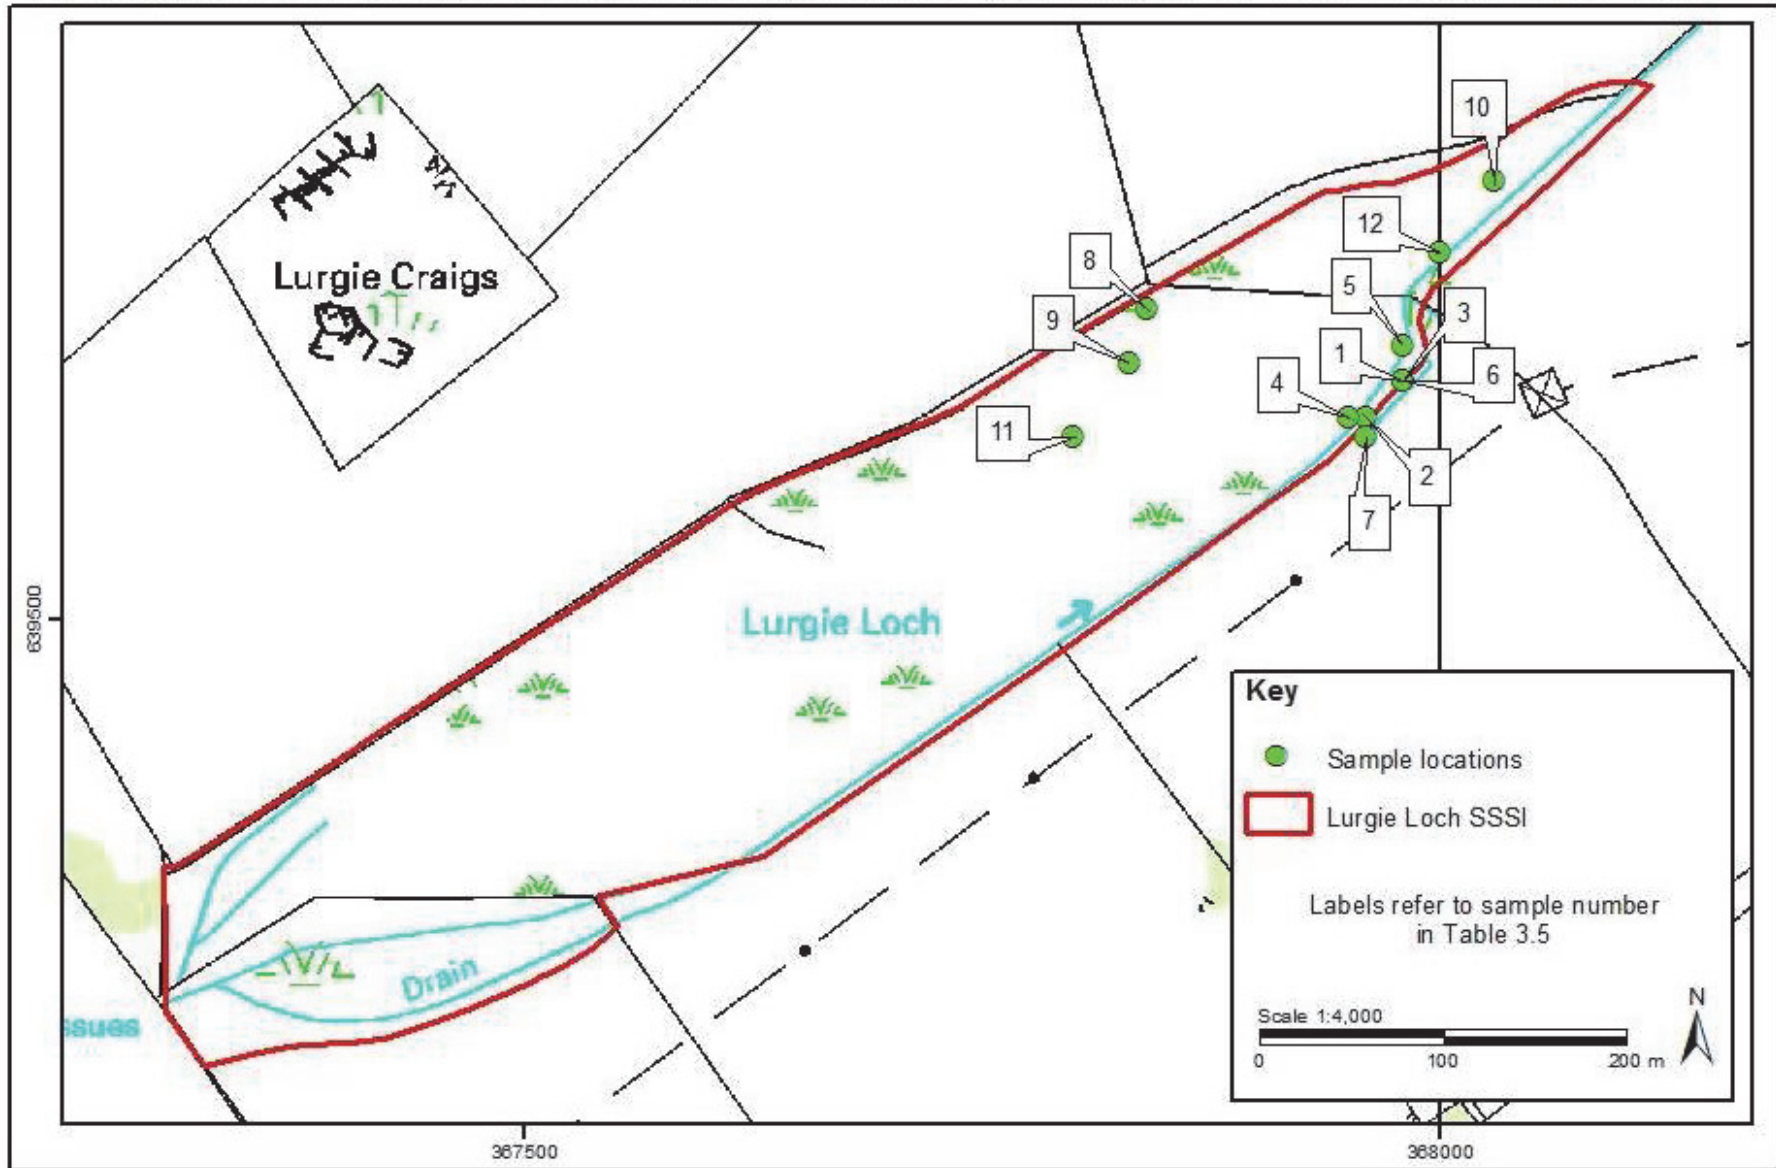 Lurgie Craigs
10
12
8
5
3
9
1
6
4
11
2
7
Lurgie Loch
639500
Drain
ssues
Key
Sample locations
Lurgie Loch SSSI
Labels refer to sample number
in Table 3.5
N
Scale 1:4,000
0 100 200 m
367500
368000